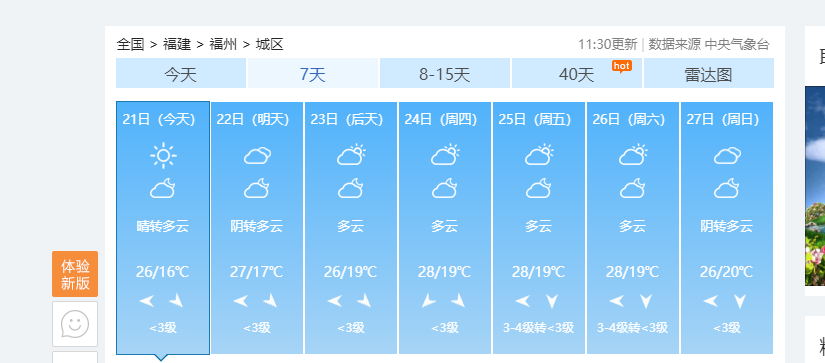 全国 > 福建 > 福州 > 城区
11:30更新 | 数据来源 中央气象台
今天
7天
8-15天
40天
hot
雷达图
21日（今天）
晴转多云
26/16℃
<3级
22日（明天）
阴转多云
27/17℃
<3级
23日（后天）
多云
26/19℃
<3级
24日（周四）
多云
28/19℃
<3级
25日（周五）
多云
28/19℃
3-4级转<3级
26日（周六）
多云
28/19℃
3-4级转<3级
27日（周日）
阴转多云
26/20℃
<3级
体验
新版